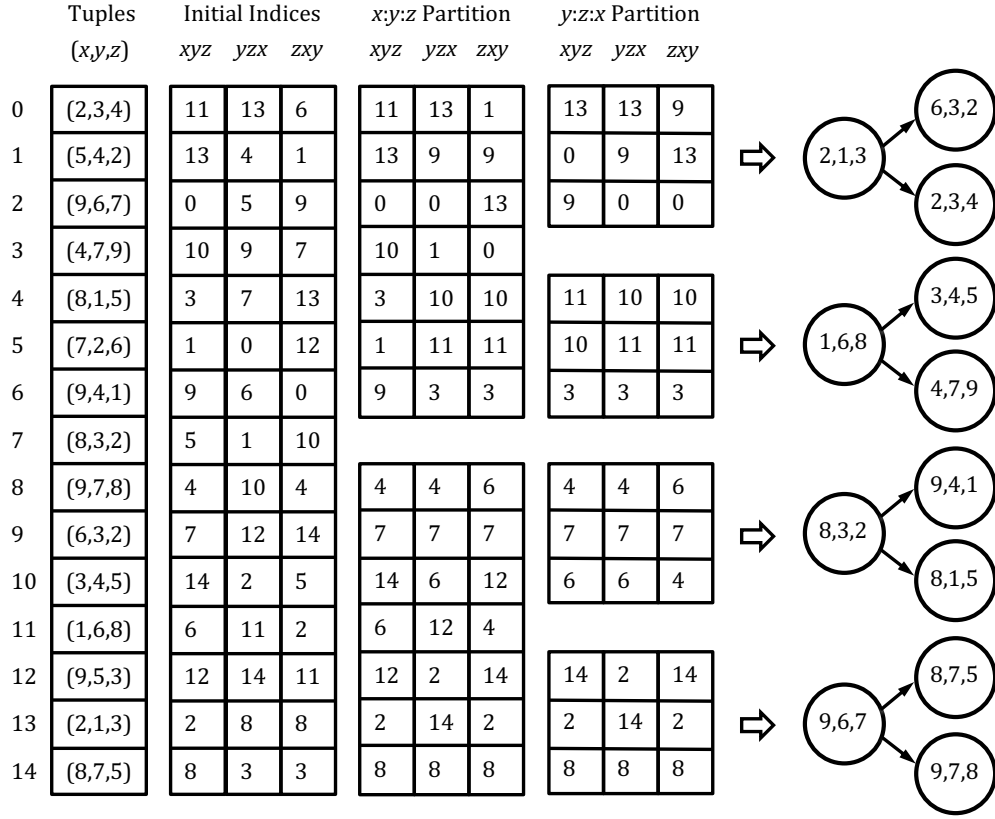 Tuples Initial Indices x:y:z Partition y:z:x Partition
(x,y,z) xyz yzx zxy xyz yzx zxy xyz yzx zxy
0 (2,3,4) 11 13 6 11 13 1 13 13 9 6,3,2
1 (5,4,2) 13 4 1 13 9 9 0 9 13 2,1,3
2 (9,6,7) 0 5 9 0 0 13 9 0 0 2,3,4
3 (4,7,9) 10 9 7 10 1 0
4 (8,1,5) 3 7 13 3 10 10 11 10 10 3,4,5
5 (7,2,6) 1 0 12 1 11 11 10 11 11 1,6,8
6 (9,4,1) 9 6 0 9 3 3 3 3 3 4,7,9
7 (8,3,2) 5 1 10
8 (9,7,8) 4 10 4 4 4 6 4 4 6 9,4,1
9 (6,3,2) 7 12 14 7 7 7 7 7 7 8,3,2
10 (3,4,5) 14 2 5 14 6 12 6 6 4 8,1,5
11 (1,6,8) 6 11 2 6 12 4
12 (9,5,3) 12 14 11 12 2 14 14 2 14 8,7,5
13 (2,1,3) 2 8 8 2 14 2 2 14 2 9,6,7
14 (8,7,5) 8 3 3 8 8 8 8 8 8 9,7,8